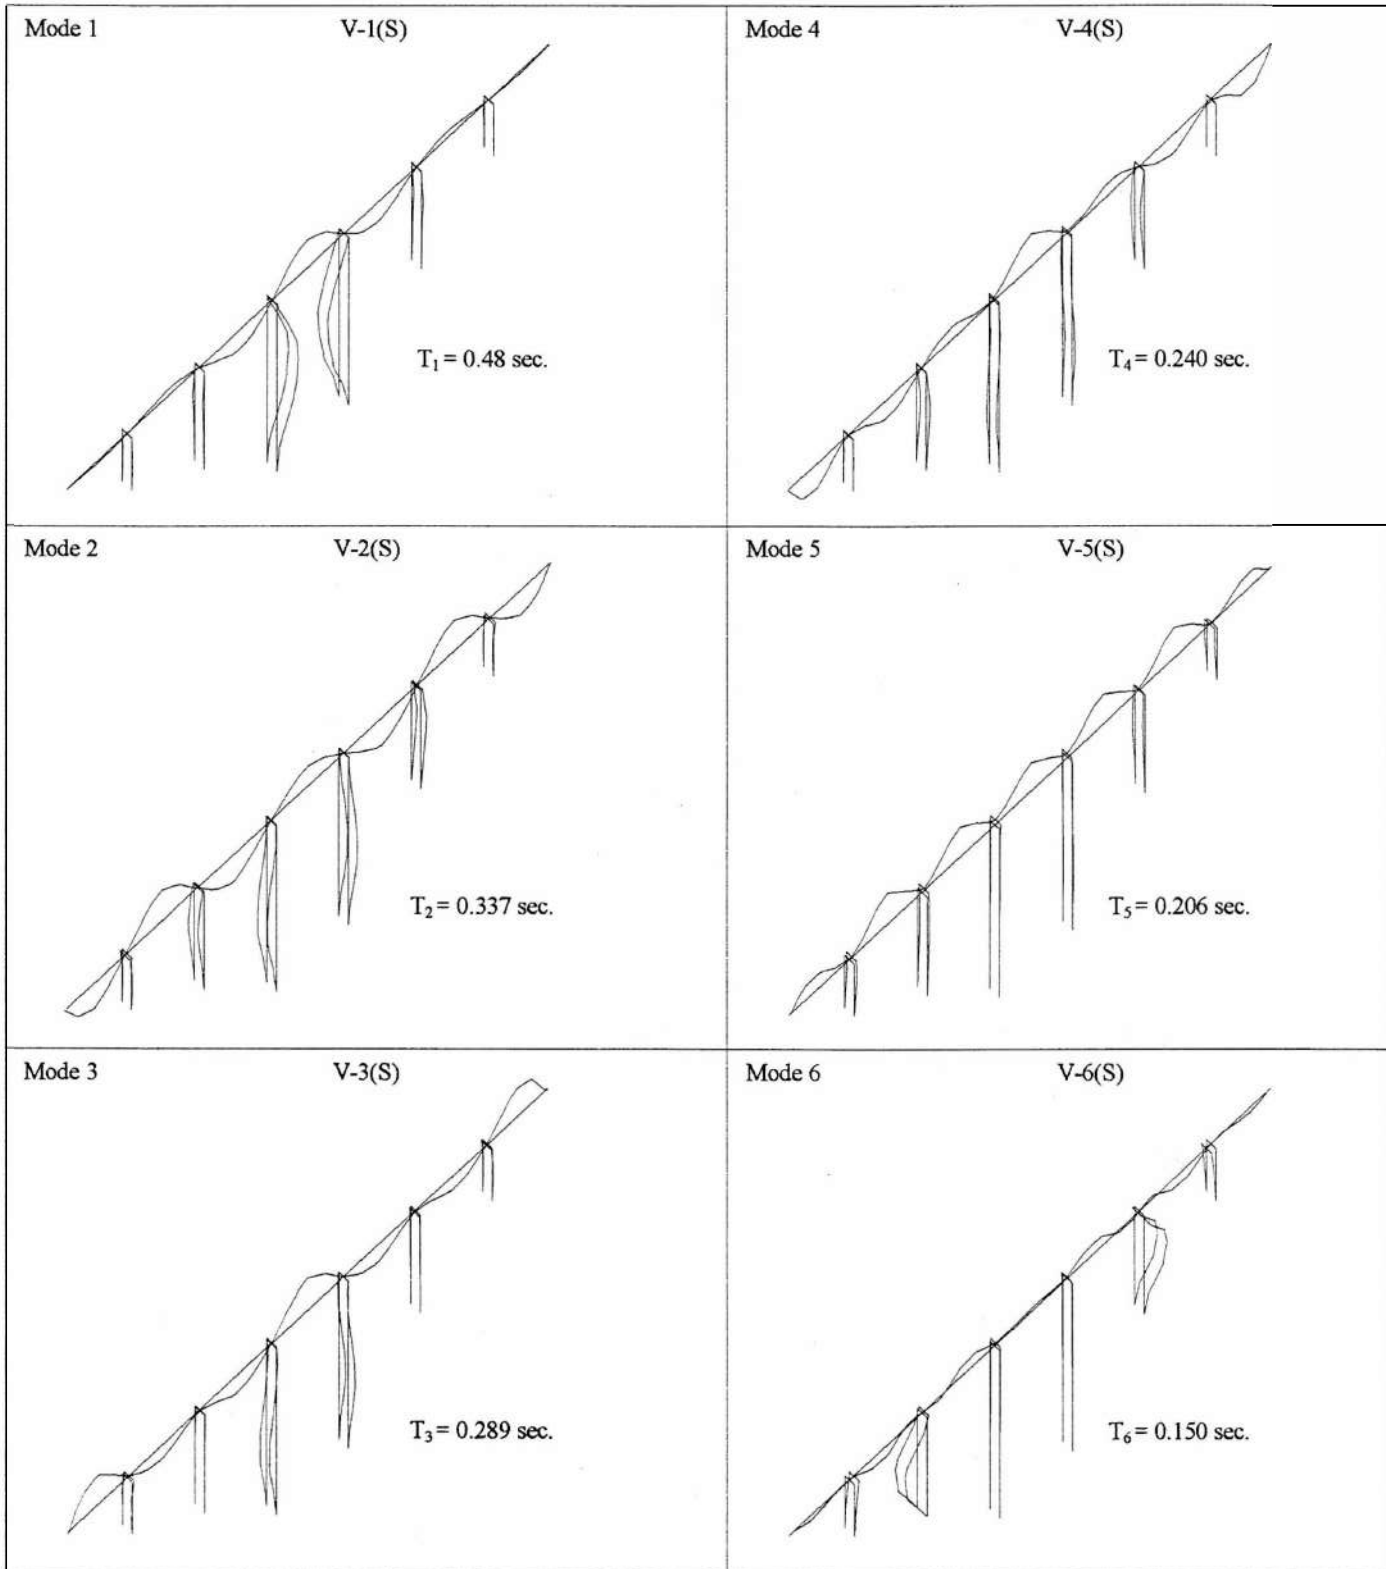 Mode 1 V-1(S)
T₁ = 0.48 sec.
Mode 4 V-4(S)
T₄ = 0.240 sec.
Mode 2 V-2(S)
T₂ = 0.337 sec.
Mode 5 V-5(S)
T₅ = 0.206 sec.
Mode 3 V-3(S)
T₃ = 0.289 sec.
Mode 6 V-6(S)
T₆ = 0.150 sec.